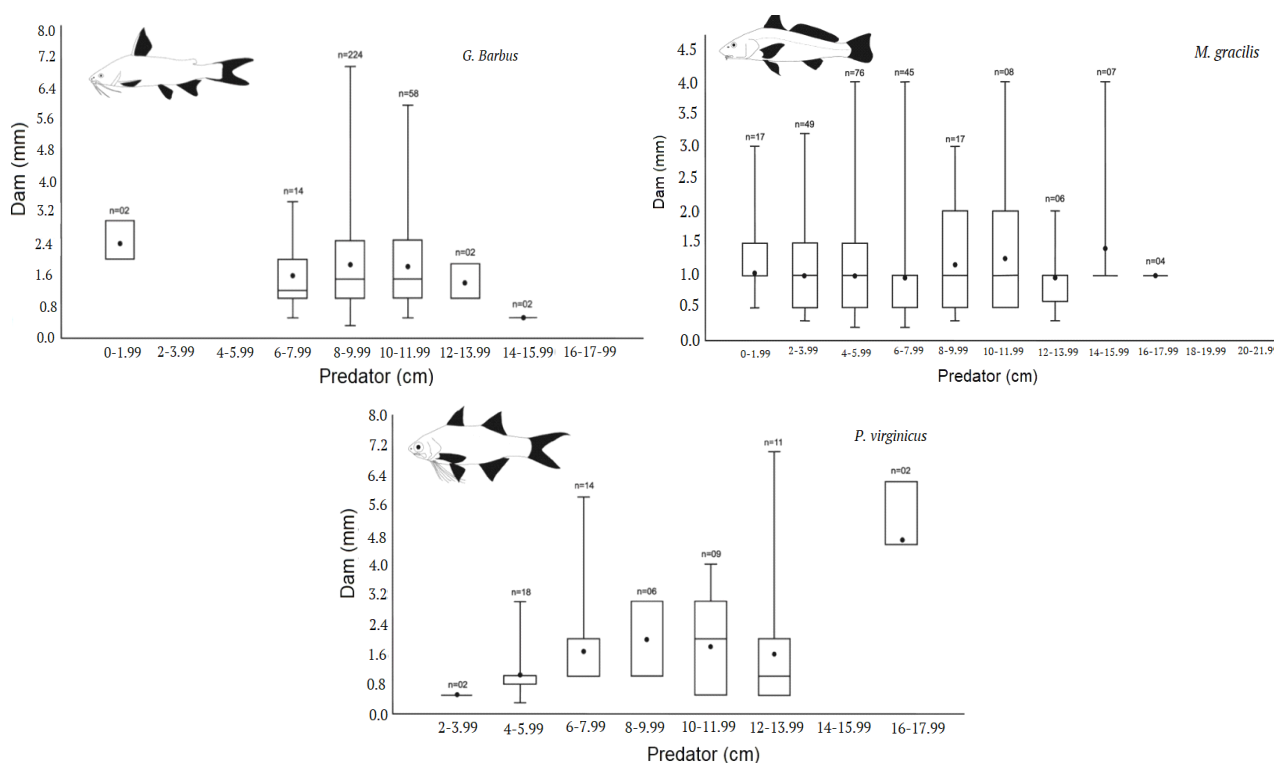 G. Barbus
Dam (mm)
8.0
7.2
6.4
5.6
4.8
4.0
3.2
2.4
1.6
0.8
0.0
n=02
n=14
n=224
n=58
n=02
n=02
0-1.99 2-3.99 4-5.99 6-7.99 8-9.99 10-11.99 12-13.99 14-15.99 16-17-99
Predator (cm)
M. gracilis
Dam (mm)
4.5
4.0
3.5
3.0
2.5
2.0
1.5
1.0
0.5
0.0
n=17
n=49
n=76
n=45
n=17
n=08
n=06
n=07
n=04
0-1.99 2-3.99 4-5.99 6-7.99 8-9.99 10-11.99 12-13.99 14-15.99 16-17.99 18-19.99 20-21.9
Predator (cm)
P. virginicus
Dam (mm)
8.0
7.2
6.4
5.6
4.8
4.0
3.2
2.4
1.6
0.8
0.0
n=02
n=18
n=14
n=06
n=09
n=11
n=02
2-3.99 4-5.99 6-7.99 8-9.99 10-11.99 12-13.99 14-15.99 16-17.99
Predator (cm)